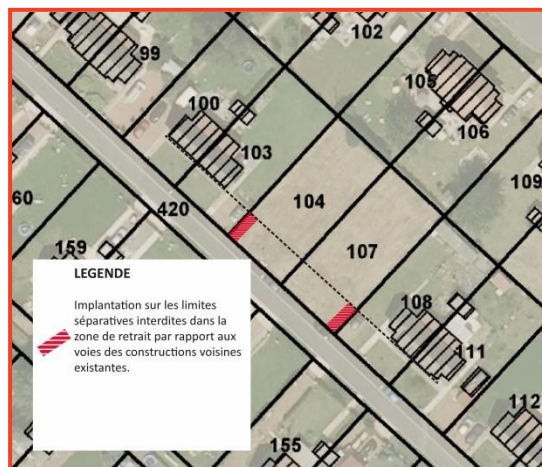 102
99
105
100
106
103
104
109
60
420
107
159
108
111
112
155
LEGENDE
Implantation sur les limites
séparatives interdites dans la
zone de retrait par rapport aux
voies des constructions voisines
existantes.